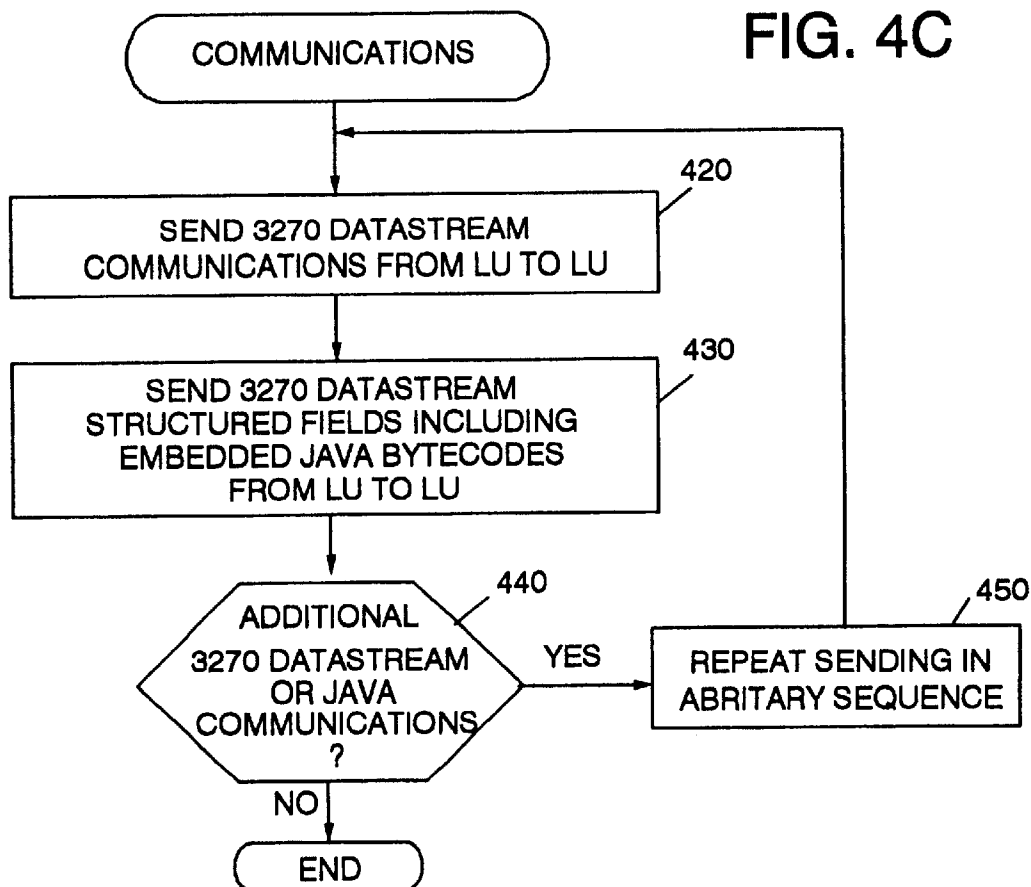 FIG. 4C
COMMUNICATIONS
420
SEND 3270 DATASTREAM
COMMUNICATIONS FROM LU TO LU
430
SEND 3270 DATASTREAM
STRUCTURED FIELDS INCLUDING
EMBEDDED JAVA BYTECODES
FROM LU TO LU
440
ADDITIONAL
3270 DATASTREAM
OR JAVA
COMMUNICATIONS
?
YES
450
REPEAT SENDING IN
ABRITARY SEQUENCE
NO
END